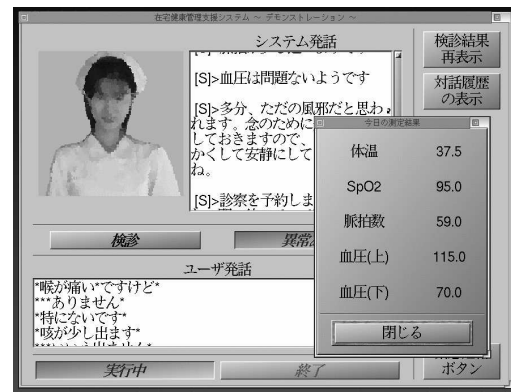 在宅健康管理支援システム ～ デモンストレーション ～
システム発話
[S]>血圧は問題ないようです
[S]>多分、ただの風邪だと思わ
れます。念のために
しておきますので、
かくして安静にして
ね。
[S]>診察を予約しま
検診結果
再表示
対話履歴
の表示
今日の測定結果
体温 37.5
SpO2 95.0
脈拍数 59.0
血圧(上) 115.0
血圧(下) 70.0
閉じる
検診
異常
ユーザ発話
*喉が痛い*ですけど*
***ありません*
*特にないです*
*咳が少し出ます*
実行中
終了
ボタン